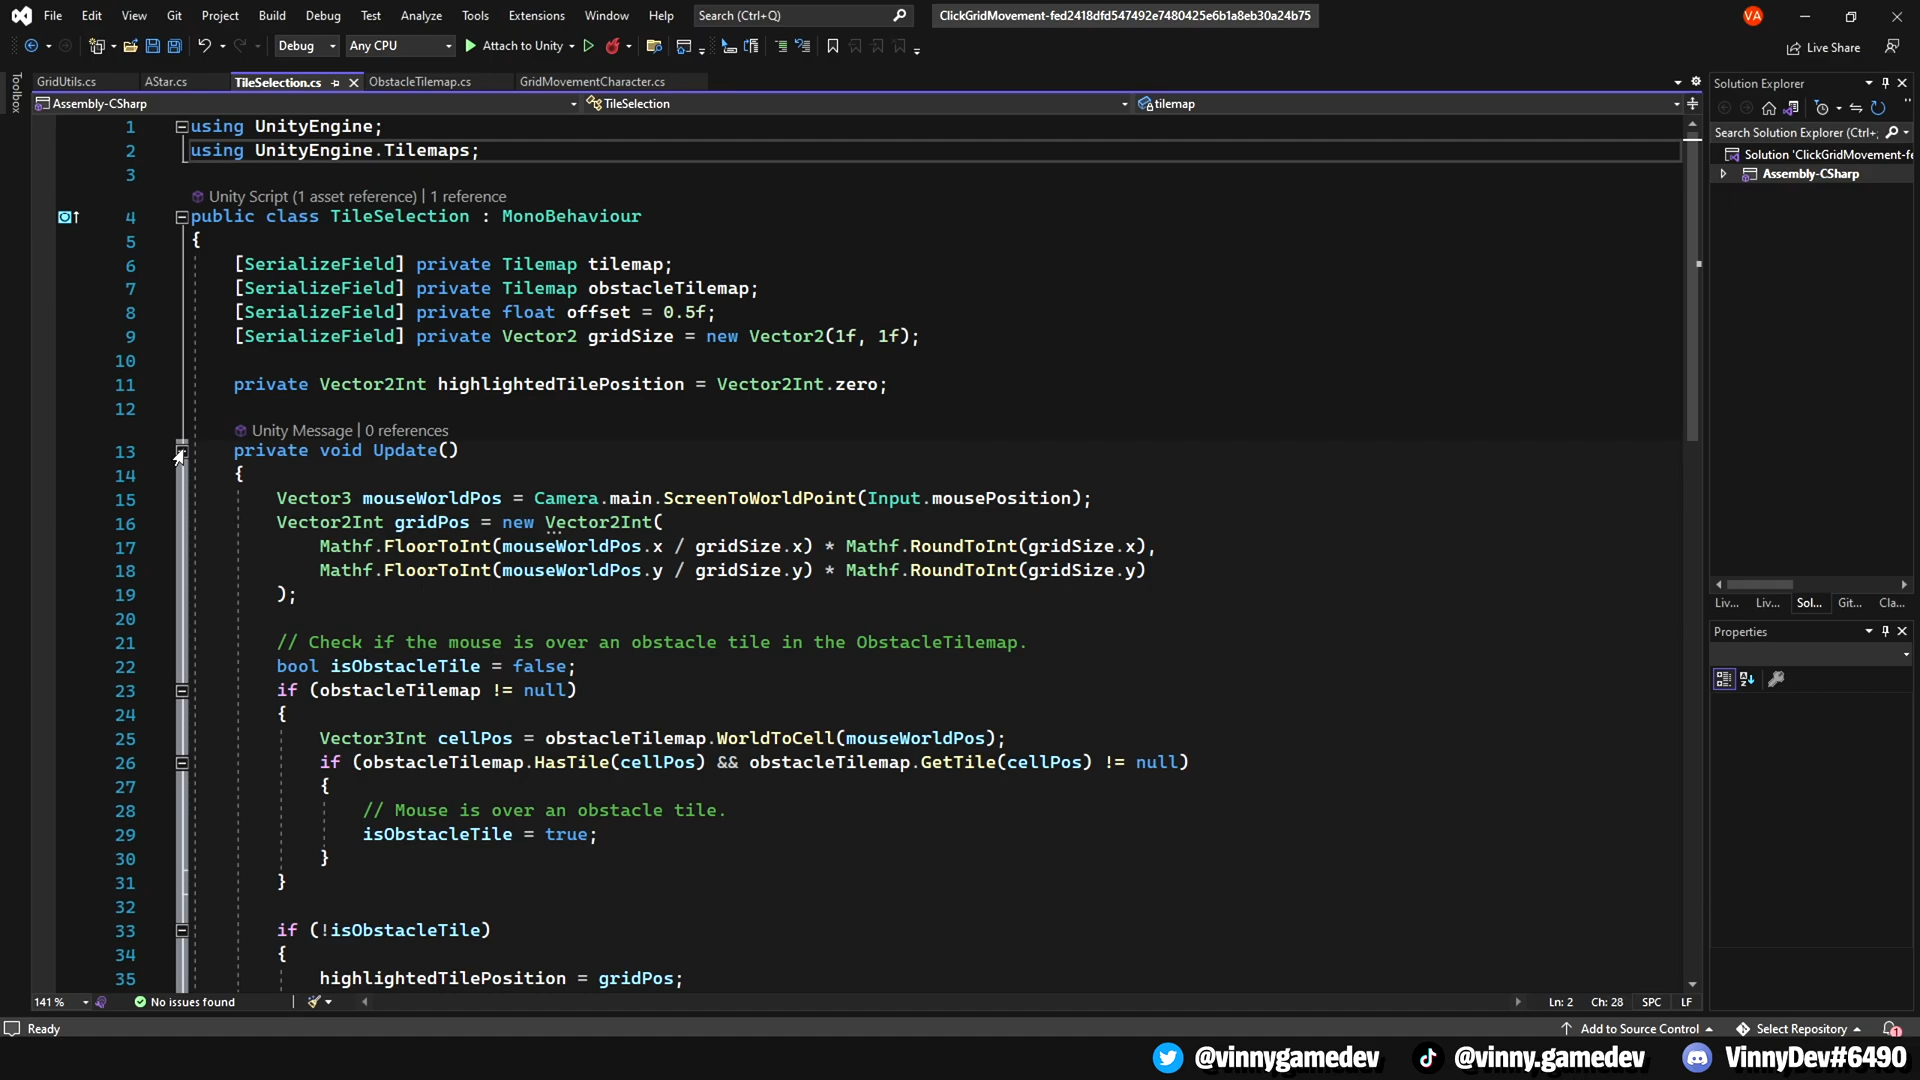 File Edit View Git Project Build Debug Test Analyze Tools Extensions Window Help Search (Ctrl+Q) ClickGridMovement-fed2418dfd547492e7480425e6b1a8eb30a24b75 VA
Debug Any CPU Attach to Unity Live Share
Toolbox
GridUtils.cs AStar.cs TileSelection.cs ObstacleTilemap.cs GridMovementCharacter.cs
Assembly-CSharp TileSelection tilemap
1 using UnityEngine;
2 using UnityEngine.Tilemaps;
3
Unity Script (1 asset reference) | 1 reference
4 public class TileSelection : MonoBehaviour
5 {
6 [SerializeField] private Tilemap tilemap;
7 [SerializeField] private Tilemap obstacleTilemap;
8 [SerializeField] private float offset = 0.5f;
9 [SerializeField] private Vector2 gridSize = new Vector2(1f, 1f);
10
11 private Vector2Int highlightedTilePosition = Vector2Int.zero;
12
Unity Message | 0 references
13 private void Update()
14 {
15 Vector3 mouseWorldPos = Camera.main.ScreenToWorldPoint(Input.mousePosition);
16 Vector2Int gridPos = new Vector2Int(
17 Mathf.FloorToInt(mouseWorldPos.x / gridSize.x) * Mathf.RoundToInt(gridSize.x),
18 Mathf.FloorToInt(mouseWorldPos.y / gridSize.y) * Mathf.RoundToInt(gridSize.y)
19 );
20
21 // Check if the mouse is over an obstacle tile in the ObstacleTilemap.
22 bool isObstacleTile = false;
23 if (obstacleTilemap != null)
24 {
25 Vector3Int cellPos = obstacleTilemap.WorldToCell(mouseWorldPos);
26 if (obstacleTilemap.HasTile(cellPos) && obstacleTilemap.GetTile(cellPos) != null)
27 {
28 // Mouse is over an obstacle tile.
29 isObstacleTile = true;
30 }
31 }
32
33 if (!isObstacleTile)
34 {
35 highlightedTilePosition = gridPos;
141 % No issues found Ln: 2 Ch: 28 SPC LF
Solution Explorer
Search Solution Explorer (Ctrl+;
Solution 'ClickGridMovement-fe
Assembly-CSharp
Liv... Liv... Sol... Git... Cla...
Properties
Ready Add to Source Control Select Repository 1
@vinnygamedev @vinny.gamedev VinnyDev#6490